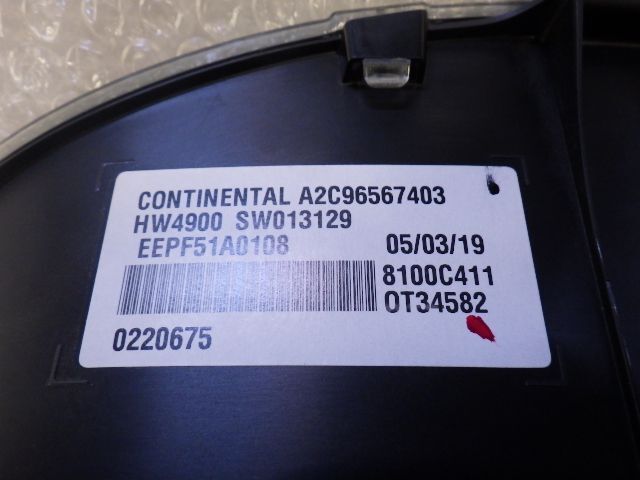 CONTINENTAL A2C96567403
HW4900 SW013129
EEPF51A0108 05/03/19
8100C411
OT34582
0220675